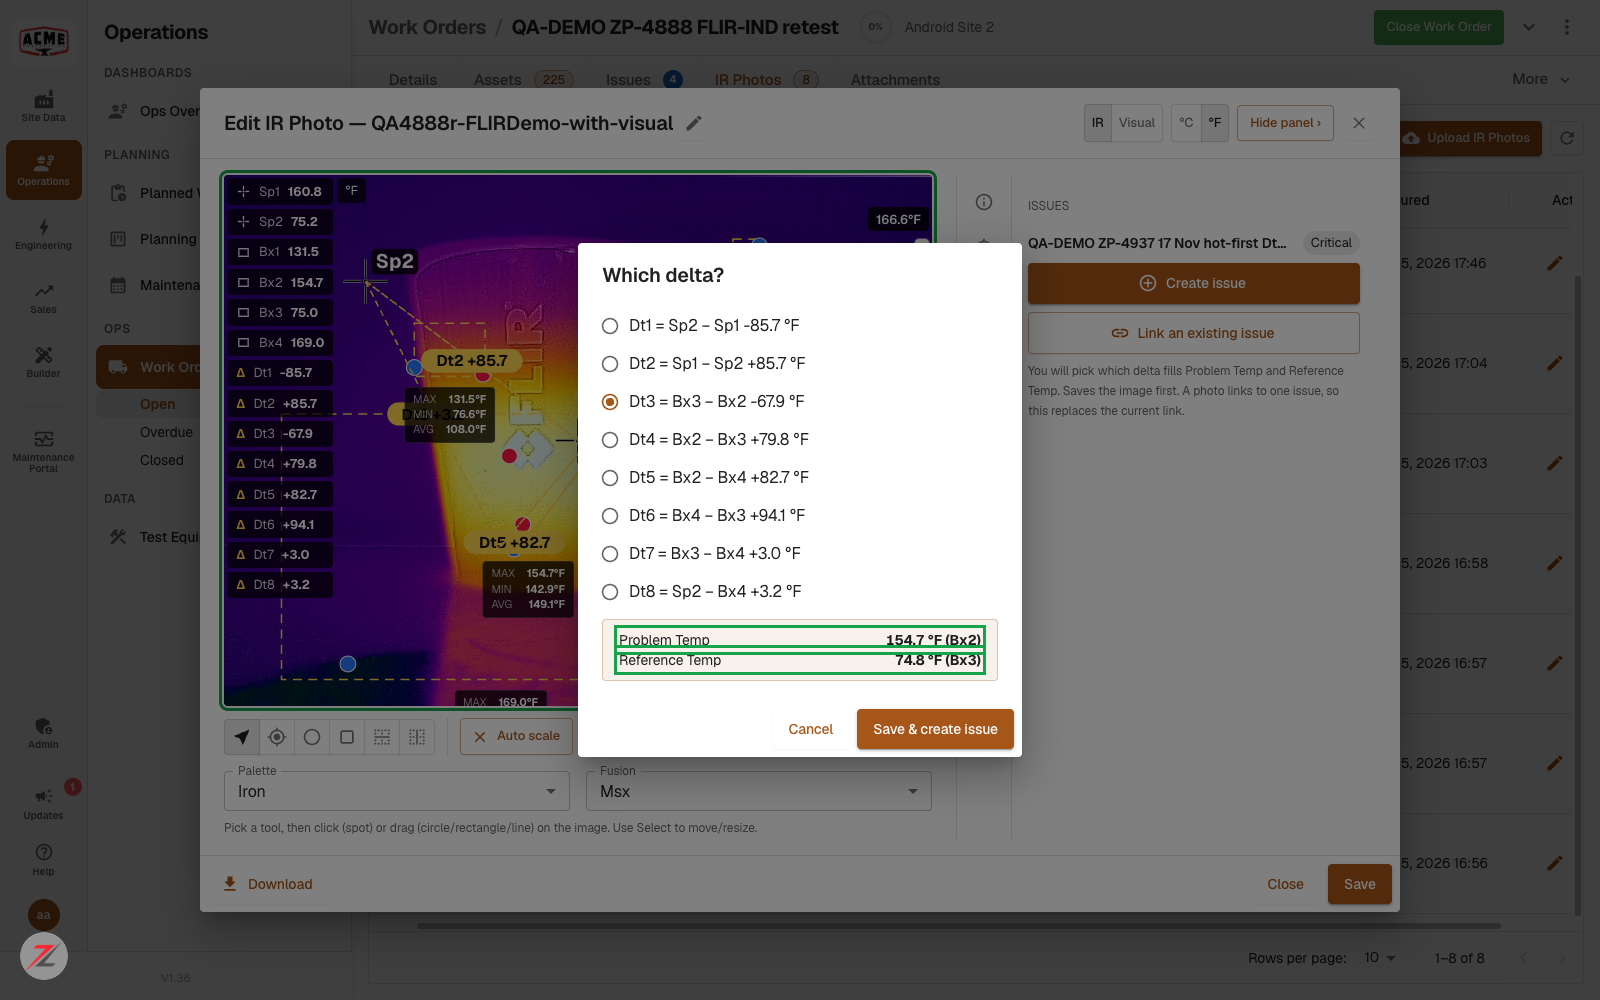 ACME
Operations
DASHBOARDS
Ops Over
PLANNING
Planned
Planning
Maintena
OPS
Work Ord
Open
Overdue
Closed
DATA
Test Equi
V1.36
Site Data
Operations
Engineering
Sales
Builder
Maintenance
Portal
Admin
Updates
1
Help
aa
Work Orders / QA-DEMO ZP-4888 FLIR-IND retest 0% Android Site 2
Close Work Order
Details Assets 225 Issues 4 IR Photos 8 Attachments More
Upload IR Photos
Edit IR Photo — QA4888r-FLIRDemo-with-visual
IR Visual °C °F Hide panel ›
Sp1 160.8 °F
Sp2 75.2
Bx1 131.5
Bx2 154.7
Bx3 75.0
Bx4 169.0
Δ Dt1 -85.7
Δ Dt2 +85.7
Δ Dt3 -67.9
Δ Dt4 +79.8
Δ Dt5 +82.7
Δ Dt6 +94.1
Δ Dt7 +3.0
Δ Dt8 +3.2
166.6°F
Sp2
FLIR
Dt2 +85.7
MAX 131.5°F
MIN 76.6°F
AVG 108.0°F
Dt5 +82.7
MAX 154.7°F
MIN 142.9°F
AVG 149.1°F
MAX 169.0°F
Which delta?
Dt1 = Sp2 – Sp1 -85.7 °F
Dt2 = Sp1 – Sp2 +85.7 °F
Dt3 = Bx3 – Bx2 -67.9 °F
Dt4 = Bx2 – Bx3 +79.8 °F
Dt5 = Bx2 – Bx4 +82.7 °F
Dt6 = Bx4 – Bx3 +94.1 °F
Dt7 = Bx3 – Bx4 +3.0 °F
Dt8 = Sp2 – Bx4 +3.2 °F
Problem Temp 154.7 °F (Bx2)
Reference Temp 74.8 °F (Bx3)
Cancel Save & create issue
ISSUES
QA-DEMO ZP-4937 17 Nov hot-first Dt... Critical
Create issue
Link an existing issue
You will pick which delta fills Problem Temp and Reference
Temp. Saves the image first. A photo links to one issue, so
this replaces the current link.
Auto scale
Palette
Iron
Fusion
Msx
Pick a tool, then click (spot) or drag (circle/rectangle/line) on the image. Use Select to move/resize.
Download
Close Save
ured Act
5, 2026 17:46
5, 2026 17:04
5, 2026 17:03
5, 2026 16:58
5, 2026 16:57
5, 2026 16:57
5, 2026 16:56
Rows per page: 10 1–8 of 8